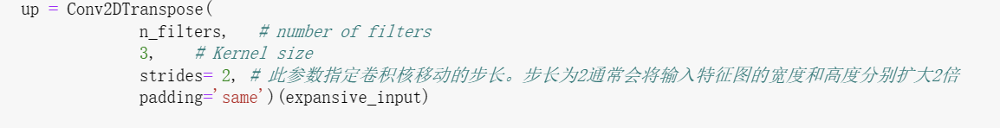 up = Conv2DTranspose(
n_filters,   # number of filters
3,    # Kernel size
strides= 2, # 此参数指定卷积核移动的步长。步长为2通常会将输入特征图的宽度和高度分别扩大2倍
padding='same')(expansive_input)